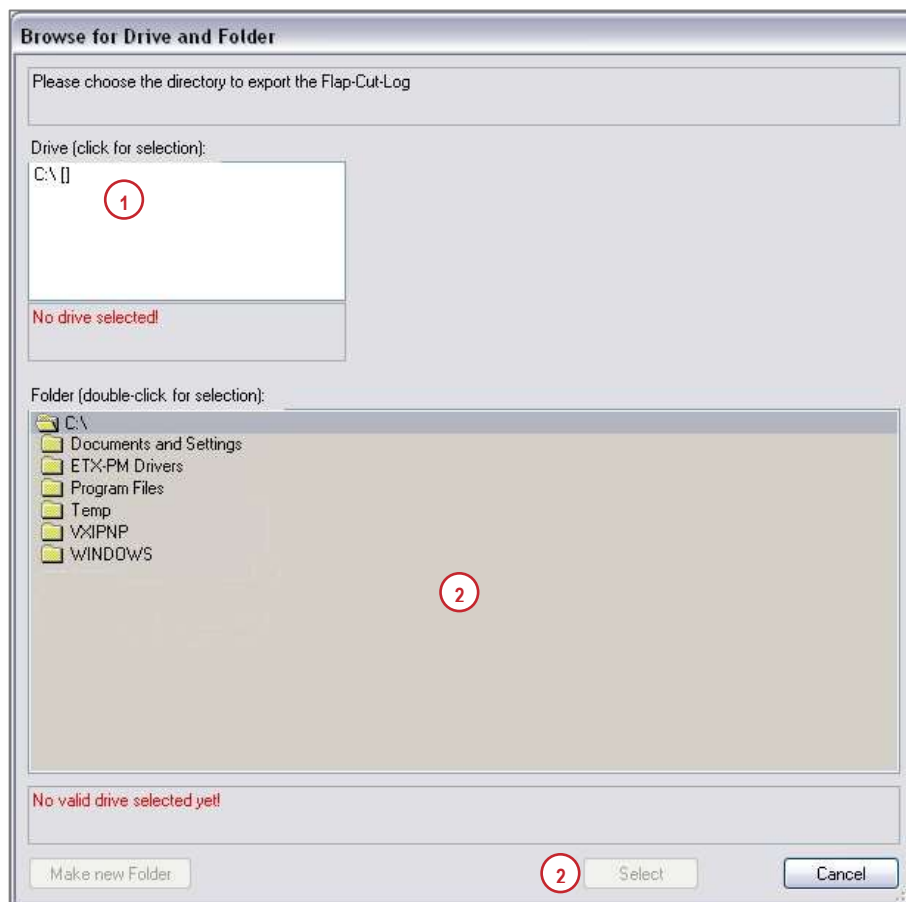 Browse for Drive and Folder
Please choose the directory to export the Flap-Cut-Log
Drive (click for selection):
C:\ []
1
No drive selected!
Folder (double-click for selection):
C:\
Documents and Settings
ETX-PM Drivers
Program Files
Temp
VXIPNP
WINDOWS
2
No valid drive selected yet!
Make new Folder
2
Select
Cancel